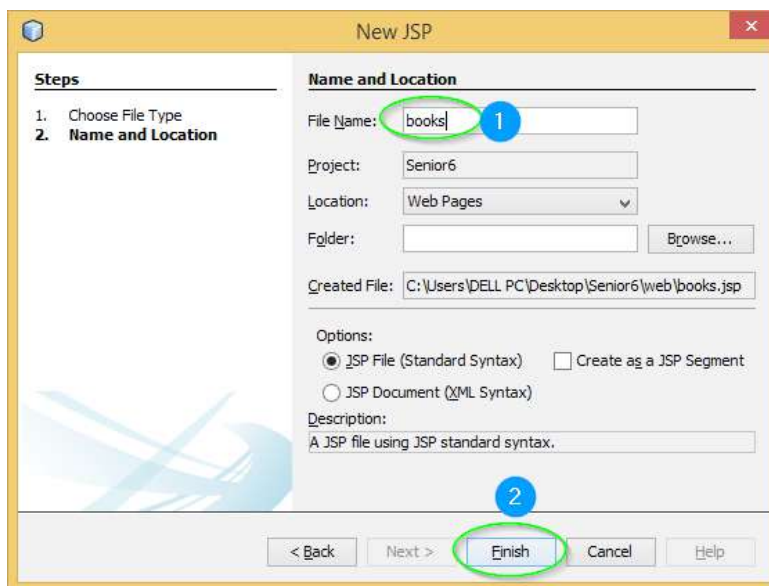 New JSP
Steps
1. Choose File Type
2. Name and Location
Name and Location
File Name: books 1
Project: Senior6
Location: Web Pages
Folder: Browse...
Created File: C:\Users\DELL PC\Desktop\Senior6\web\books.jsp
Options:
JSP File (Standard Syntax) Create as a JSP Segment
JSP Document (XML Syntax)
Description:
A JSP file using JSP standard syntax.
2
< Back Next > Finish Cancel Help